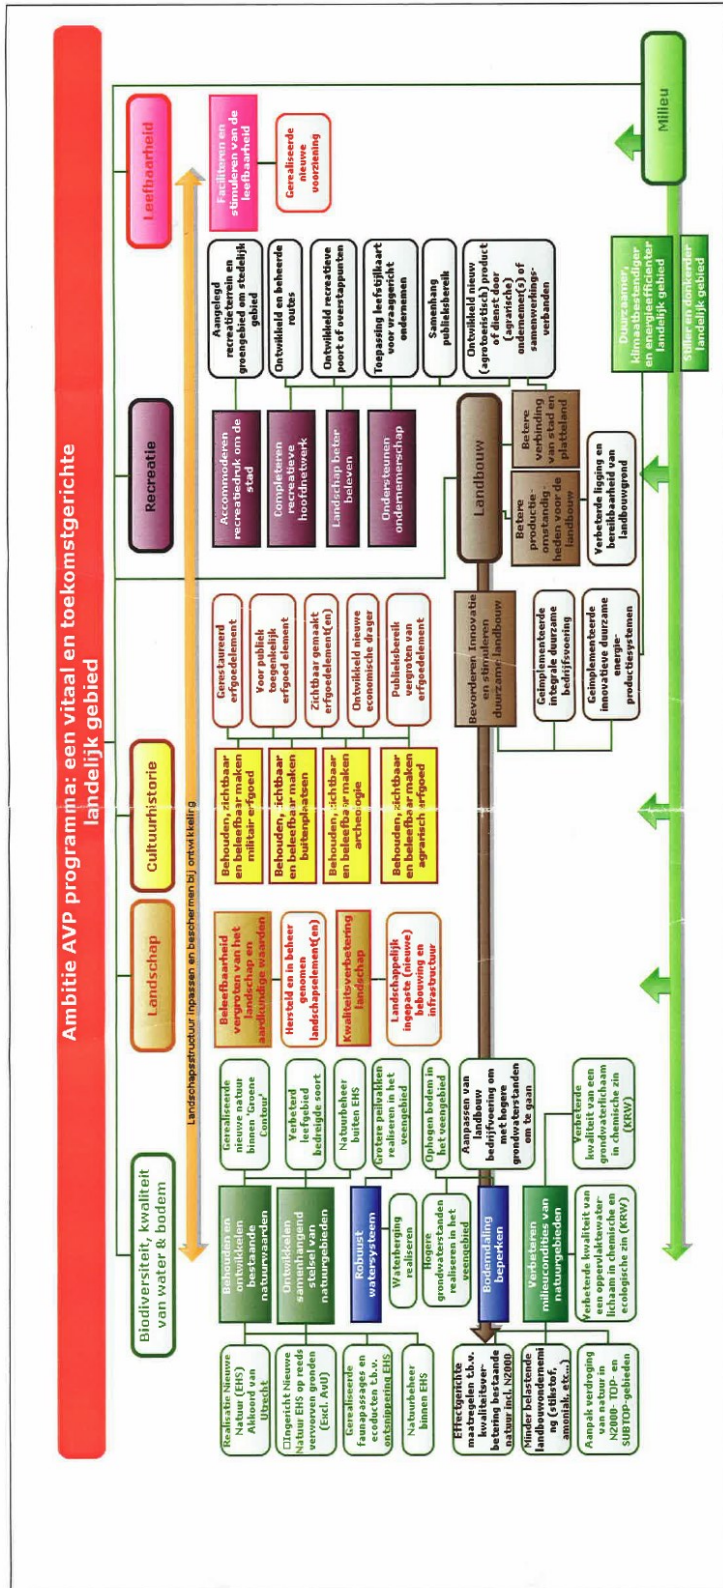 Ambitie AVP programma: een vitaal en toekomstgerichte
landelijk gebied
Biodiversiteit, kwaliteit
van water & bodem
Landschap
Cultuurhistorie
Recreatie
Leefbaarheid
Landschapsstructuur inpassen en beschermen bij ontwikkeling
Realisatie Nieuwe
Natuur (EHS)
Akkoord van
Utrecht
□Ingericht Nieuwe
Natuur EHS op reeds
verworven gronden
(Excl. AvU)
Gerealiseerde
faunapassages en
ecoducten t.b.v.
ontsnippering EHS
Natuurbeheer
binnen EHS
Effectgerichte
maatregelen t.b.v.
kwaliteitsver-
betering bestaande
natuur incl. N2000
Minder belastende
landbouwondernemi
ng (stikstof,
amoniak, etc...)
Aanpak verdroging
van natuur in
N2000- TOP- en
SUBTOP-gebieden
Behouden en
ontwikkelen
bestaande
natuurwaarden
Ontwikkelen
samenhangend
stelsel van
natuurgebieden
Robuust
watersysteem
Waterberging
realiseren
Hogere
grondwaterstanden
realiseren in het
veengebied
Bodemdaling
beperken
Verbeteren
milieucondities van
natuurgebieden
Verbeterde kwaliteit van
een oppervlaktewater-
lichaam in chemische en
ecologische zin (KRW)
Gerealiseerde
nieuwe natuur
binnen 'Groene
Contour'
Verbeterd
leefgebied
bedreigde soort
Natuurbeheer
buiten EHS
Grotere peilvakken
realiseren in het
veengebied
Ophogen bodem in
het veengebied
Aanpassen van
landbouw
bedrijfvoering om
met hogere
grondwaterstanden
om te gaan
Verbeterde
kwaliteit van een
grondwaterlichaam
in chemische zin
(KRW)
Beleefbaarheid
vergroten van het
landschap en
aardkundige waarden
Hersteld en in beheer
genomen
landschapselement(en)
Kwaliteitsverbetering
landschap
Landschappelijk
ingepaste (nieuwe)
bebouwing en
infrastructuur
Behouden, zichtbaar
en beleefbaar maken
militair erfgoed
Behouden, zichtbaar
en beleefbaar maken
buitenplaatsen
Behouden, zichtbaar
en beleefbaar maken
archeologie
Behouden, zichtbaar
en beleefbaar maken
agrarisch erfgoed
Gerestaureerd
erfgoedelement
Voor publiek
toegenkelijk
erfgoed element
Zichtbaar gemaakt
erfgoedelement(en)
Ontwikkeld nieuwe
economische drager
Publieksbereik
vergroten van
erfgoedelement
Bevorderen Innovatie
en stimuleren
duurzame landbouw
Geïmplementeerde
integrale duurzame
bedrijfsvoering
Geïmplementeerde
innovatieve duurzame
energie-
productiesystemen
Accommoderen
recreatiedruk om de
stad
Completeren
recreatieve
hoofdnetwerk
Landschap beter
beleven
Ondersteunen
ondernemerschap
Landbouw
Betere
productie-
omstandig-
heden voor de
landbouw
Betere
verbinding
van stad en
platteland
Verbeterde ligging en
bereikbaarheid van
landbouwgrond
Aangelegd
recreatieterrein en
groengebied om stedelijk
gebied
Ontwikkeld en beheerde
routes
Ontwikkeld recreatieve
poort of overstappunten
Toepassing leefstijlkaart
voor vraaggericht
ondernemen
Samenhang
publieksbereik
Ontwikkeld nieuw
(agrotoeristisch) product
of dienst door
(agrarische)
ondernemer(s) of
samenwerkings-
verbanden
Faciliteren en
stimuleren van de
leefbaarheid
Gerealiseerde
nieuwe
voorziening
Duurzamer,
klimaatbestendiger
en energieefficienter
landelijk gebied
Stiller en donkerder
landelijk gebied
Milieu